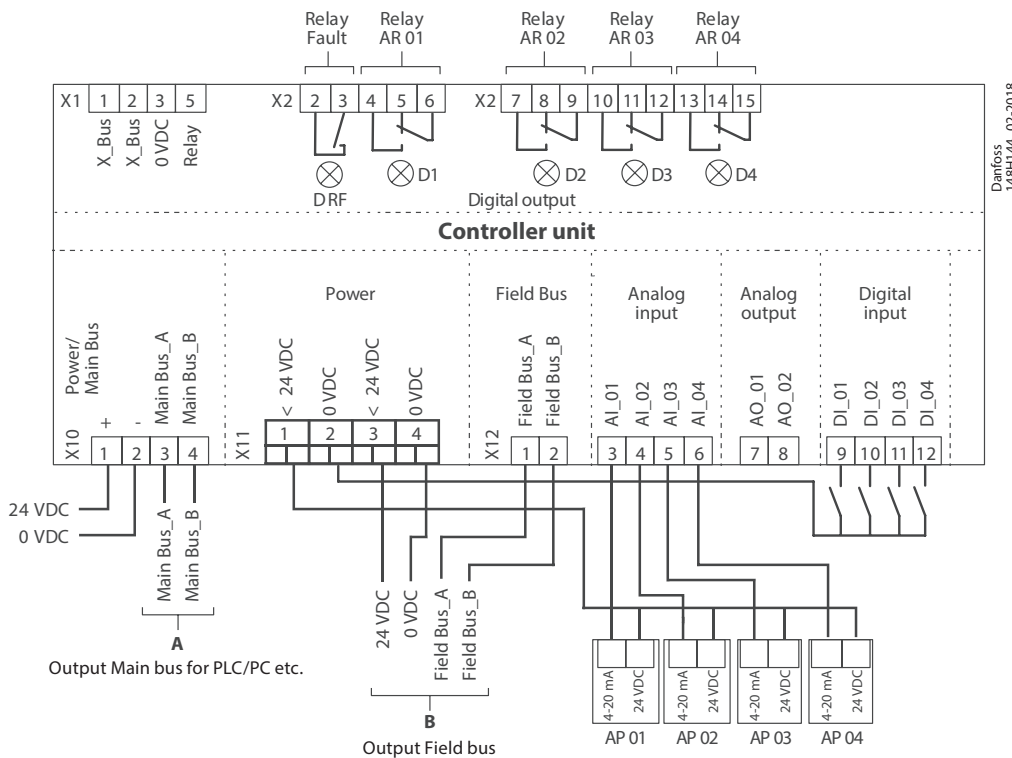 Relay Fault
Relay AR 01
Relay AR 02
Relay AR 03
Relay AR 04
X1 1 2 3 5
X2 2 3 4 5 6
X2 7 8 9 10 11 12 13 14 15
X_Bus
X_Bus
0 VDC
Relay
DRF
D1
D2
D3
D4
Digital output
Danfoss
148H144_02-2018
Controller unit
Power/
Main Bus
Power
Field Bus
Analog
input
Analog
output
Digital
input
+
-
Main Bus_A
Main Bus_B
< 24 VDC
0 VDC
< 24 VDC
0 VDC
Field Bus_A
Field Bus_B
AI_01
AI_02
AI_03
AI_04
AO_01
AO_02
DI_01
DI_02
DI_03
DI_04
X10 1 2 3 4
X11 1 2 3 4
X12 1 2 3 4 5 6 7 8 9 10 11 12
24 VDC
0 VDC
Main Bus_A
Main Bus_B
A
Output Main bus for PLC/PC etc.
24 VDC
0 VDC
Field Bus_A
Field Bus_B
B
Output Field bus
4-20 mA
24 VDC
AP 01
4-20 mA
24 VDC
AP 02
4-20 mA
24 VDC
AP 03
4-20 mA
24 VDC
AP 04